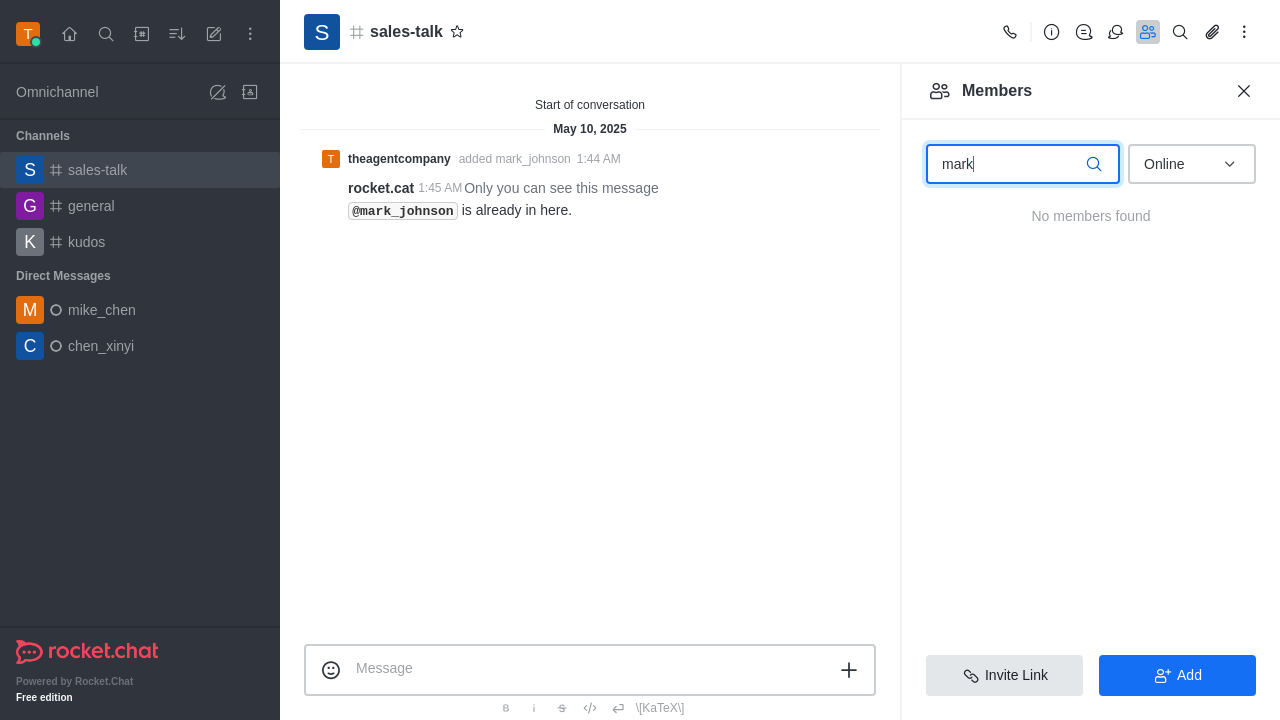 T
Omnichannel
Channels
S sales-talk
G general
K kudos
Direct Messages
M mike_chen
C chen_xinyi
rocket.chat
Powered by Rocket.Chat
Free edition
S sales-talk
Start of conversation
May 10, 2025
T theagentcompany added mark_johnson 1:44 AM
rocket.cat 1:45 AM Only you can see this message
@mark_johnson is already in here.
Message
B i S \[KaTeX\]
Members
mark
Online
No members found
Invite Link
Add